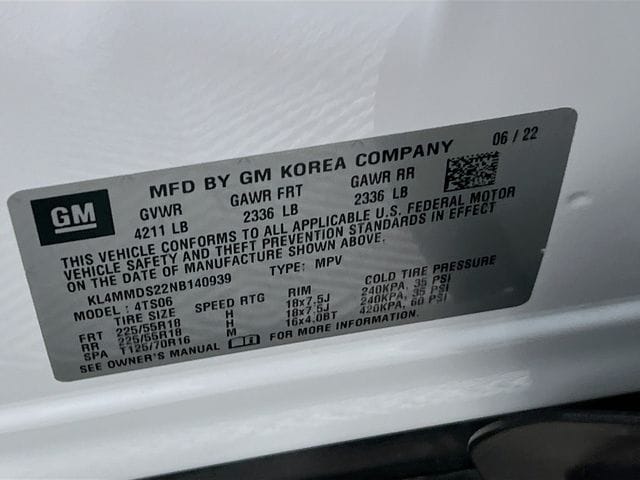 GM
MFD BY GM KOREA COMPANY 06 / 22
GVWR GAWR FRT GAWR RR
4211 LB 2336 LB 2336 LB
THIS VEHICLE CONFORMS TO ALL APPLICABLE U.S. FEDERAL MOTOR
VEHICLE SAFETY AND THEFT PREVENTION STANDARDS IN EFFECT
ON THE DATE OF MANUFACTURE SHOWN ABOVE.
KL4MMDS22NB140939 TYPE: MPV
MODEL: 4TS06
TIRE SIZE SPEED RTG RIM COLD TIRE PRESSURE
FRT 225/55R18 H 18x7.5J 240KPA, 35 PSI
RR 225/55R18 H 18x7.5J 240KPA, 35 PSI
SPA T125/70R16 M 16x4.0BT 420KPA, 60 PSI
SEE OWNER'S MANUAL FOR MORE INFORMATION.